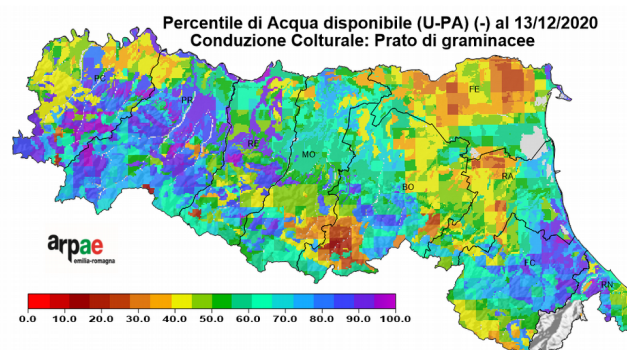 Percentile di Acqua disponibile (U-PA) (-) al 13/12/2020
Conduzione Colturale: Prato di graminacee
PC
PR
FE
RE
MO
RA
BO
FC
RN
arpae
emilia-romagna
0.0 10.0 20.0 30.0 40.0 50.0 60.0 70.0 80.0 90.0 100.0